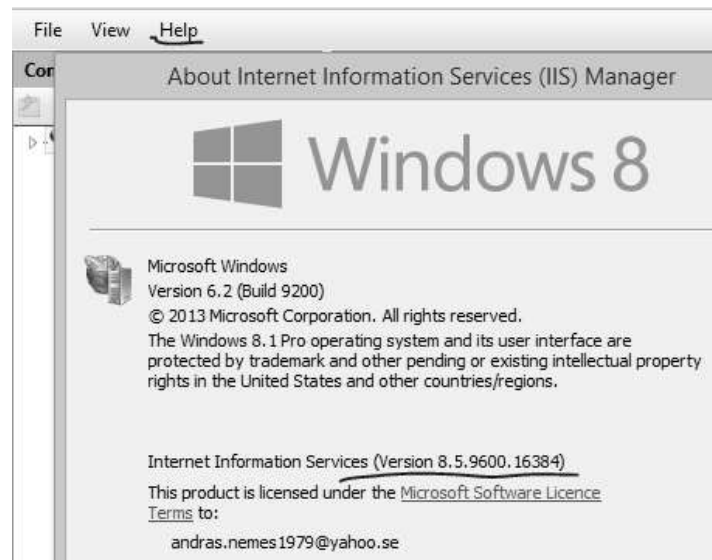 File View Help
Con
About Internet Information Services (IIS) Manager
Windows 8
Microsoft Windows
Version 6.2 (Build 9200)
© 2013 Microsoft Corporation. All rights reserved.
The Windows 8.1 Pro operating system and its user interface are
protected by trademark and other pending or existing intellectual property
rights in the United States and other countries/regions.
Internet Information Services (Version 8.5.9600.16384)
This product is licensed under the Microsoft Software Licence
Terms to:
andras.nemes1979@yahoo.se